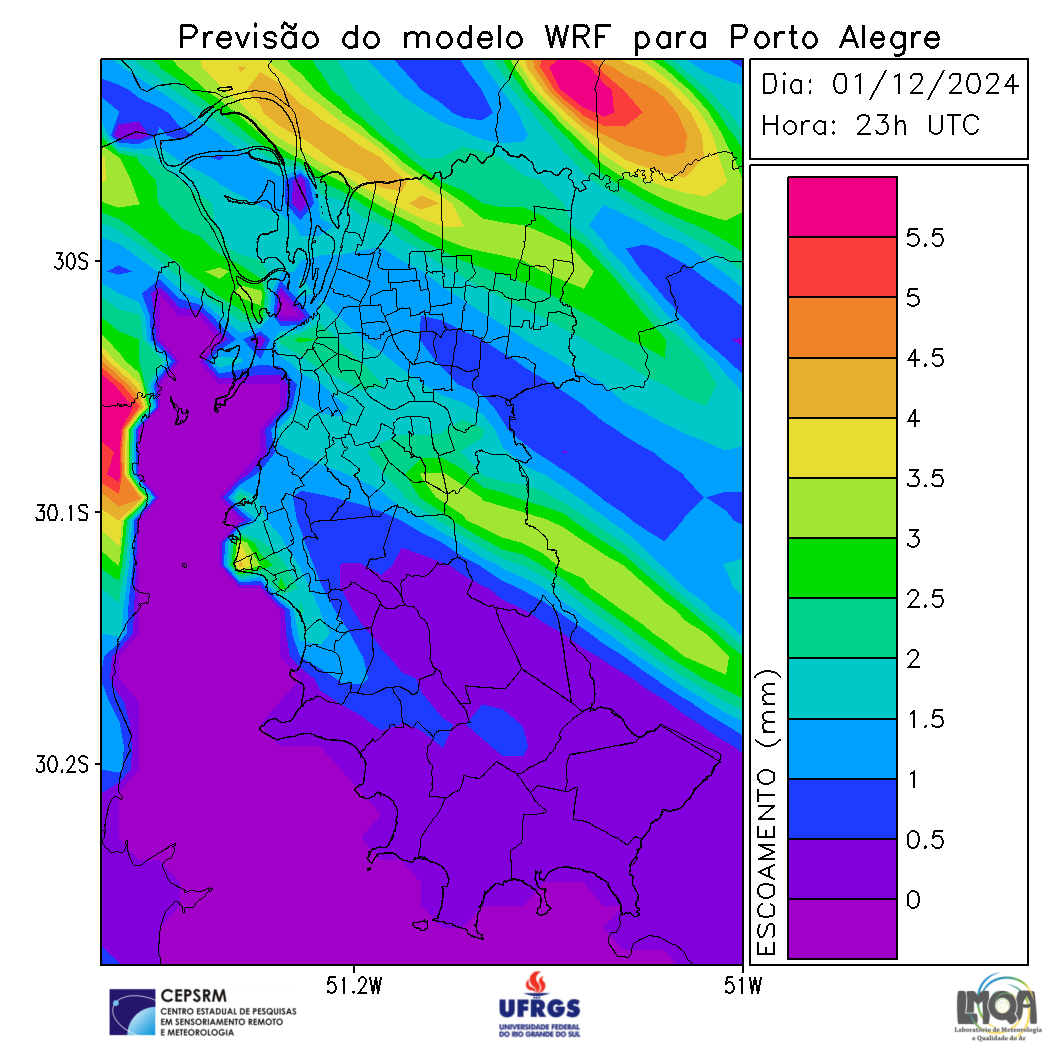 Previsão do modelo WRF para Porto Alegre
Dia: 01/12/2024
Hora: 23h UTC
30S
30.1S
30.2S
51.2W
51W
ESCOAMENTO (mm)
5.5
5
4.5
4
3.5
3
2.5
2
1.5
1
0.5
0
CEPSRM
CENTRO ESTADUAL DE PESQUISAS
EM SENSORIAMENTO REMOTO
E METEOROLOGIA
UFRGS
UNIVERSIDADE FEDERAL
DO RIO GRANDE DO SUL
LMQA
Laboratório de Meteorologia
e Qualidade do Ar